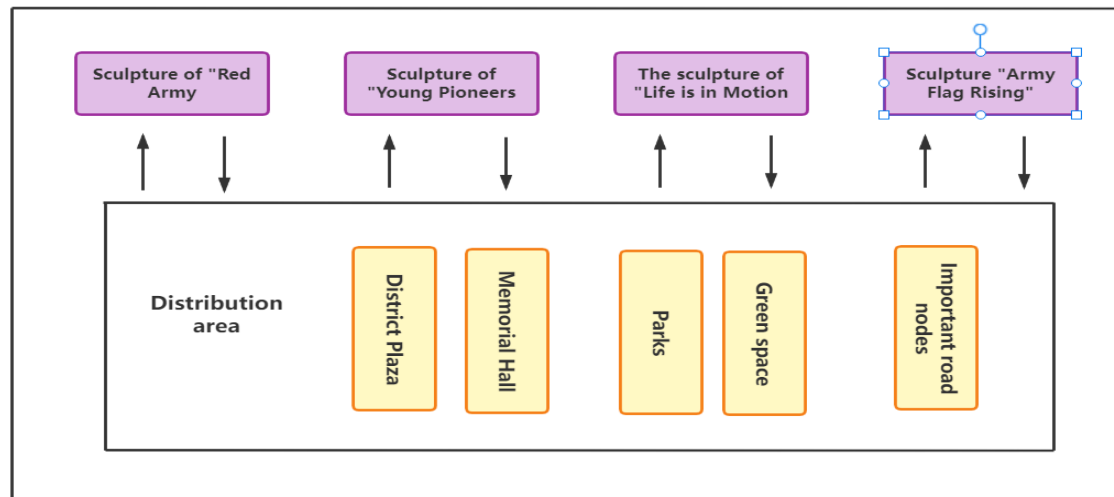 Sculpture of "Red
Army
Sculpture of
"Young Pioneers
The sculpture of
"Life is in Motion
Sculpture "Army
Flag Rising"
Distribution
area
District Plaza
Memorial Hall
Parks
Green space
Important road
nodes